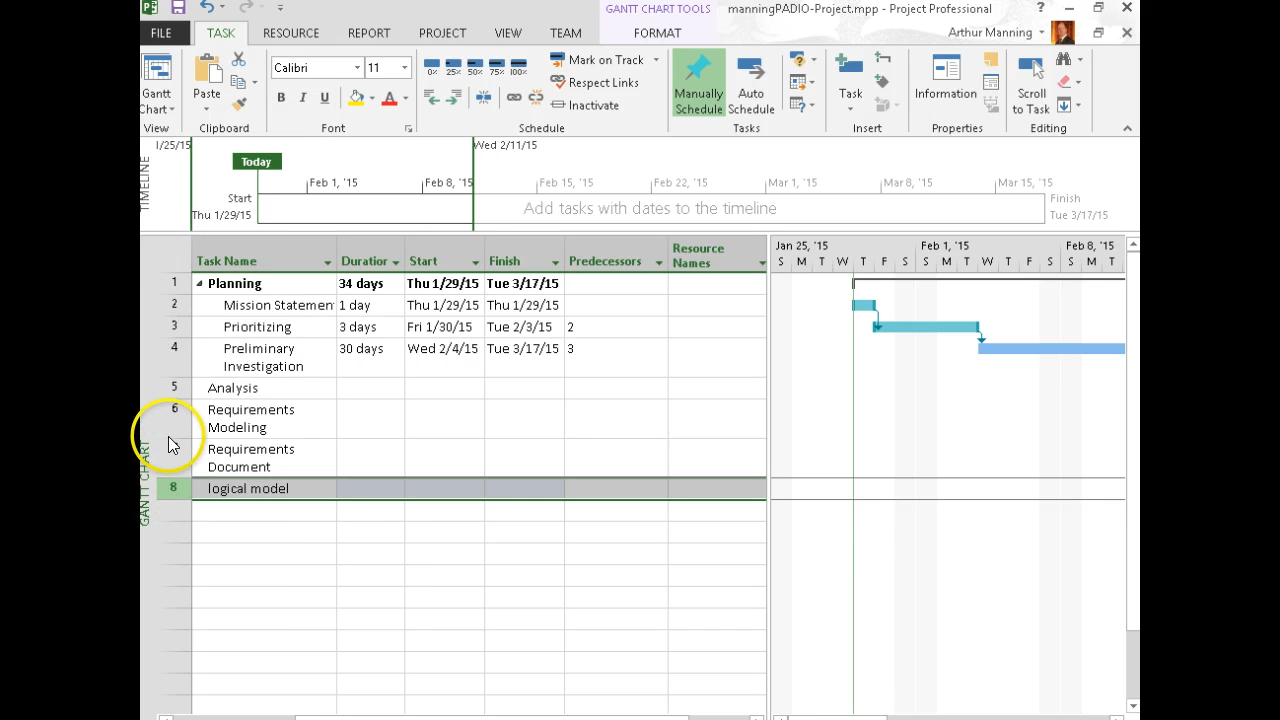 GANTT CHART TOOLS
manningPADIO-Project.mpp - Project Professional
?
FILE
TASK
RESOURCE
REPORT
PROJECT
VIEW
TEAM
FORMAT
Arthur Manning
Gantt
Chart
View
Paste
Clipboard
Calibri
11
B I U
A
Font
0% 25% 50% 75% 100%
Mark on Track
Respect Links
Inactivate
Schedule
Manually
Schedule
Auto
Schedule
Tasks
Task
Insert
Information
Properties
Scroll
to Task
Editing
TIMELINE
1/25/15
Wed 2/11/15
Today
Feb 1, '15
Feb 8, '15
Feb 15, '15
Feb 22, '15
Mar 1, '15
Mar 8, '15
Mar 15, '15
Start
Thu 1/29/15
Add tasks with dates to the timeline
Finish
Tue 3/17/15
GANTT CHART
Task Name
Duration
Start
Finish
Predecessors
Resource
Names
Jan 25, '15
Feb 1, '15
Feb 8, '15
S M T W T F S S M T W T F S S M T
1 Planning 34 days Thu 1/29/15 Tue 3/17/15
2 Mission Statemen 1 day Thu 1/29/15 Thu 1/29/15
3 Prioritizing 3 days Fri 1/30/15 Tue 2/3/15 2
4 Preliminary 30 days Wed 2/4/15 Tue 3/17/15 3
Investigation
5 Analysis
6 Requirements
Modeling
Requirements
Document
8 logical model